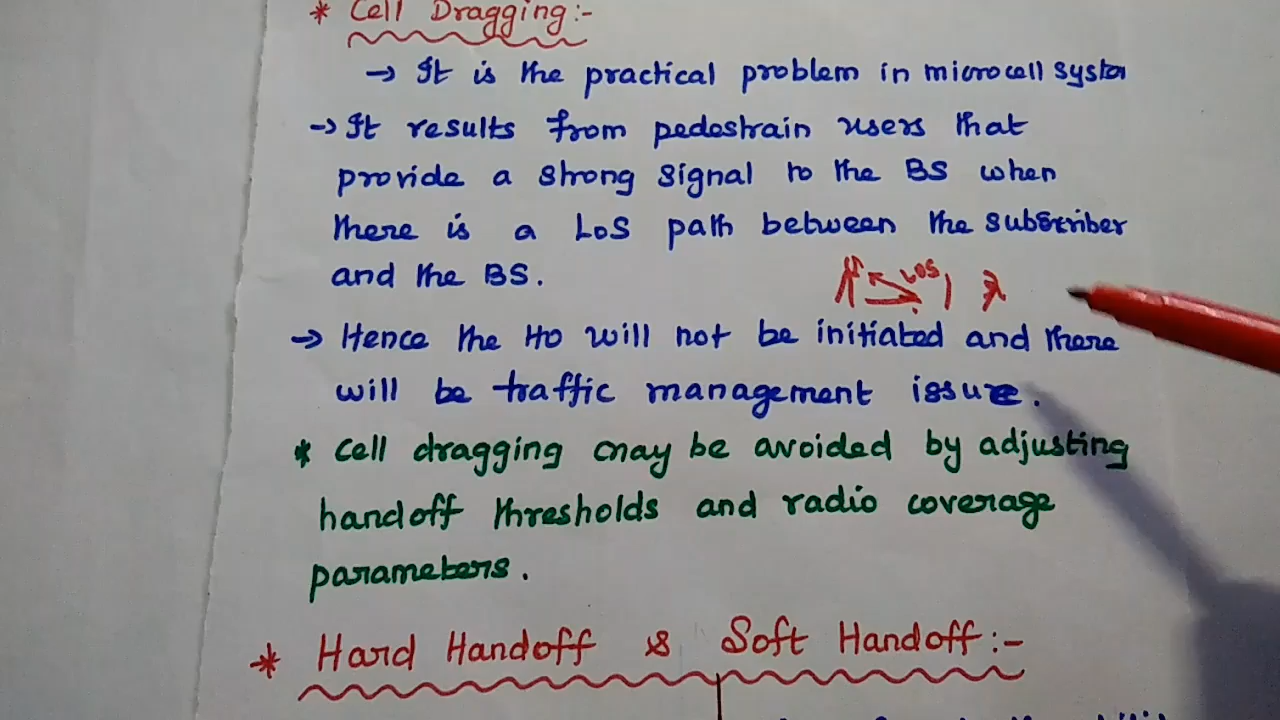 * Cell Dragging:-
→ It is the practical problem in microcell system
→ It results from pedestrain users that
provide a strong signal to the BS when
there is a LoS path between the subscriber
and the BS.
LOS
→ Hence the HO will not be initiated and there
will be traffic management issue.
* cell dragging may be avoided by adjusting
handoff thresholds and radio coverage
parameters.
* Hard Handoff & Soft Handoff:-